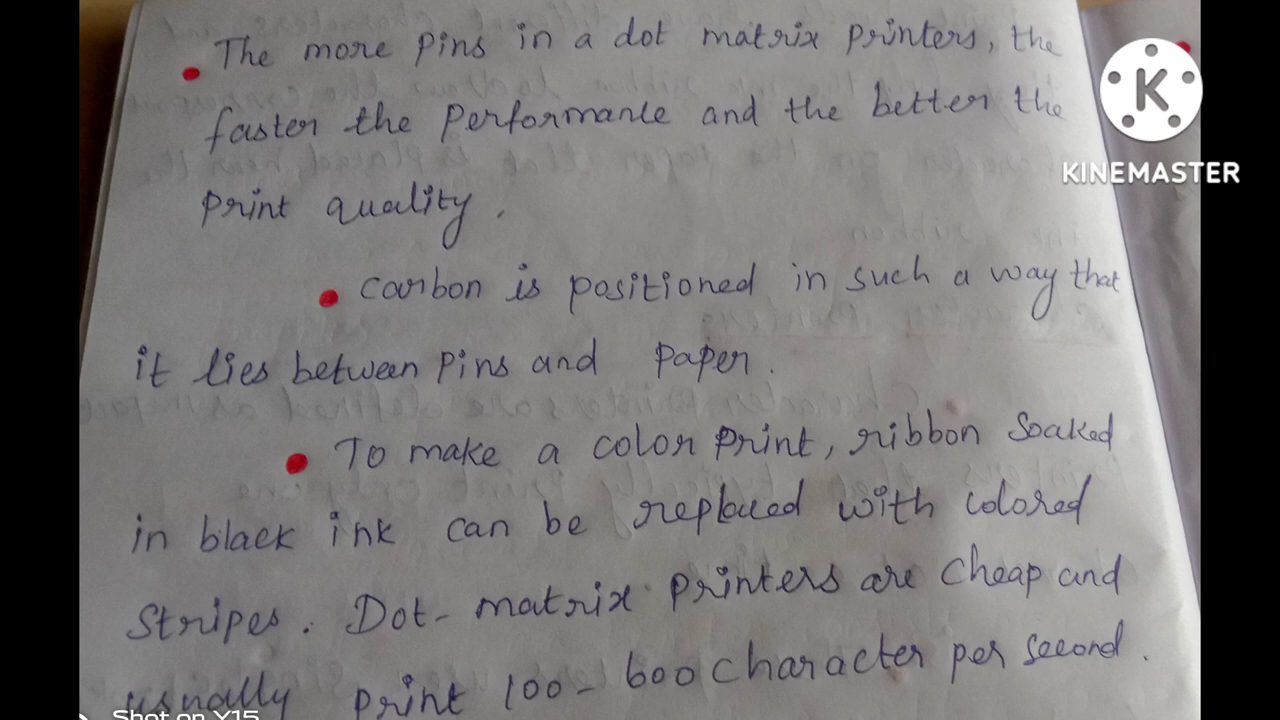 The more pins in a dot matrix printers, the
faster the performance and the better the
print quality.
K
KINEMASTER
carbon is positioned in such a way that
it lies between pins and paper.
To make a color print, ribbon soaked
in black ink can be replaced with colored
stripes. Dot-matrix printers are cheap and
usually print 100-600 character per second.
Shot on Y15